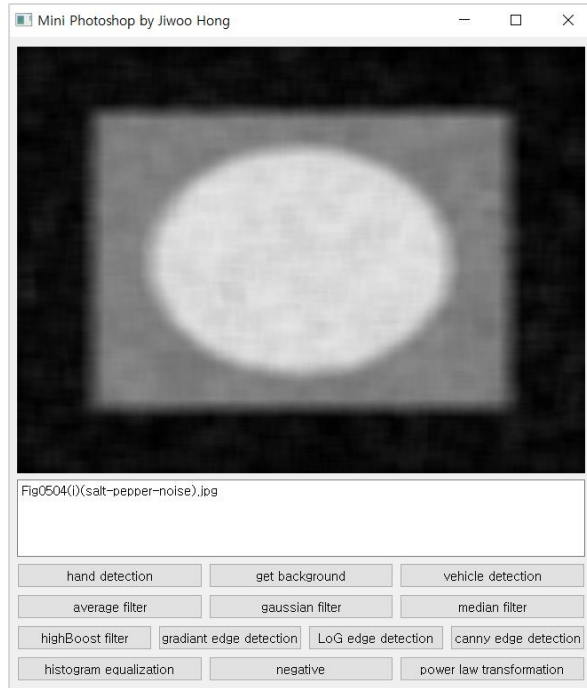 Mini Photoshop by Jiwoo Hong
Fig0504(i)(salt-pepper-noise).jpg
hand detection get background vehicle detection
average filter gaussian filter median filter
highBoost filter gradiant edge detection LoG edge detection canny edge detection
histogram equalization negative power law transformation